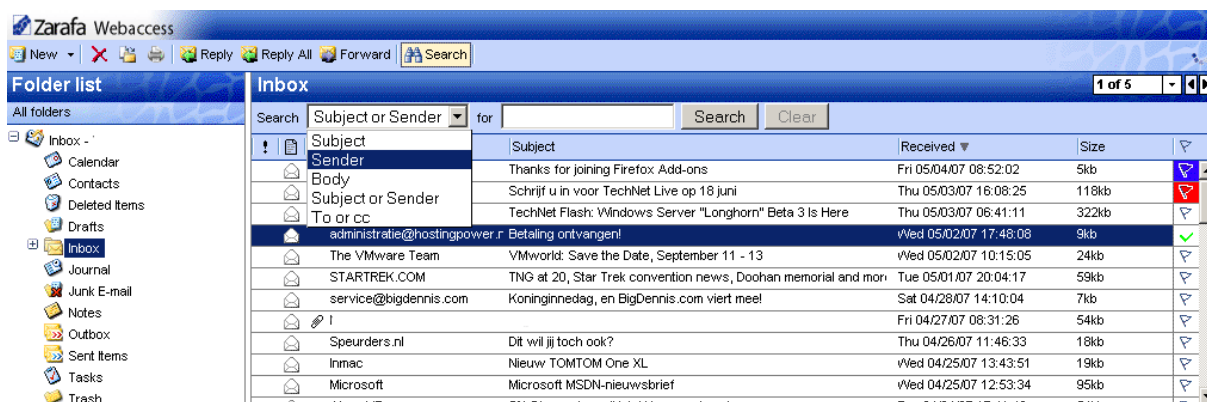 Zarafa Webaccess
New Reply Reply All Forward Search
Folder list
All folders
Inbox - '
Calendar
Contacts
Deleted Items
Drafts
Inbox
Journal
Junk E-mail
Notes
Outbox
Sent Items
Tasks
Trash
Inbox 1 of 5
Search Subject or Sender for Search Clear
Subject
Sender
Body
Subject or Sender
To or cc
! Subject Received Size
Thanks for joining Firefox Add-ons Fri 05/04/07 08:52:02 5kb
Schrijf u in voor TechNet Live op 18 juni Thu 05/03/07 16:08:25 118kb
TechNet Flash: Windows Server "Longhorn" Beta 3 Is Here Thu 05/03/07 06:41:11 322kb
administratie@hostingpower.r Betaling ontvangen! Wed 05/02/07 17:48:08 9kb
The VMware Team VMworld: Save the Date, September 11 - 13 Wed 05/02/07 10:15:05 24kb
STARTREK.COM TNG at 20, Star Trek convention news, Doohan memorial and more Tue 05/01/07 20:04:17 59kb
service@bigdennis.com Koninginnedag, en BigDennis.com viert mee! Sat 04/28/07 14:10:04 7kb
Fri 04/27/07 08:31:26 54kb
Speurders.nl Dit wil jij toch ook? Thu 04/26/07 11:46:33 18kb
Inmac Nieuw TOMTOM One XL Wed 04/25/07 13:43:51 19kb
Microsoft Microsoft MSDN-nieuwsbrief Wed 04/25/07 12:53:34 95kb